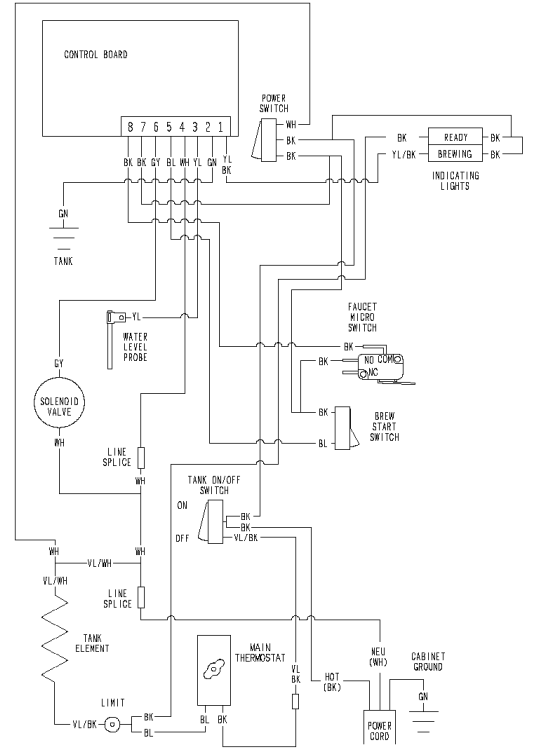 CONTROL BOARD
8 7 6 5 4 3 2 1
BK BK GY BL WH YL GN YL
BK
POWER
SWITCH
WH
BK
BK
BK
READY
BK
YL/BK
BREWING
BK
INDICATING
LIGHTS
GN
TANK
YL
WATER
LEVEL
PROBE
FAUCET
MICRO
SWITCH
BK
NO COM
BK
NC
GY
SOLENOID
VALVE
WH
BK
BREW
START
SWITCH
BL
LINE
SPLICE
WH
TANK ON/OFF
SWITCH
ON
BK
BK
OFF
VL/BK
WH
WH
VL/WH
VL/WH
LINE
SPLICE
TANK
ELEMENT
MAIN
THERMOSTAT
NEU
(WH)
VL
BK
HOT
(BK)
CABINET
GROUND
GN
LIMIT
VL/BK
BK
BL
BL
BK
POWER
CORD